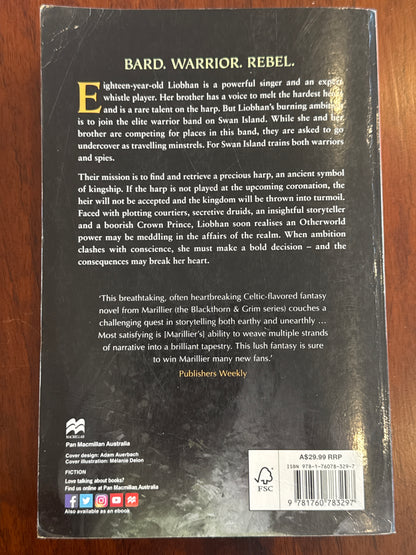 BARD. WARRIOR. REBEL.
Eighteen-year-old Liobhan is a powerful singer and an expert
whistle player. Her brother has a voice to melt the hardest heart
and is a rare talent on the harp. But Liobhan's burning ambition
is to join the elite warrior band on Swan Island. While she and her
brother are competing for places in this band, they are asked to go
undercover as travelling minstrels. For Swan Island trains both warriors
and spies.
Their mission is to find and retrieve a precious harp, an ancient symbol
of kingship. If the harp is not played at the upcoming coronation, the
heir will not be accepted and the kingdom will be thrown into turmoil.
Faced with plotting courtiers, secretive druids, an insightful storyteller
and a boorish Crown Prince, Liobhan soon realises an Otherworld
power may be meddling in the affairs of the realm. When ambition
clashes with conscience, she must make a bold decision – and the
consequences may break her heart.
'This breathtaking, often heartbreaking Celtic-flavored fantasy
novel from Marillier (the Blackthorn & Grim series) couches a
challenging quest in storytelling both earthy and unearthly ...
Most satisfying is [Marillier's] ability to weave multiple strands
of narrative into a brilliant tapestry. This lush fantasy is sure
to win Marillier many new fans.'
Publishers Weekly
MACMILLAN
Pan Macmillan Australia
Cover design: Adam Auerbach
Cover illustration: Mélanie Delon
FICTION
Love talking about books?
Find us online at Pan Macmillan Australia
Also available as an ebook
FSC
A$29.99 RRP
ISBN 978-1-76078-329-7
9 781760 783297